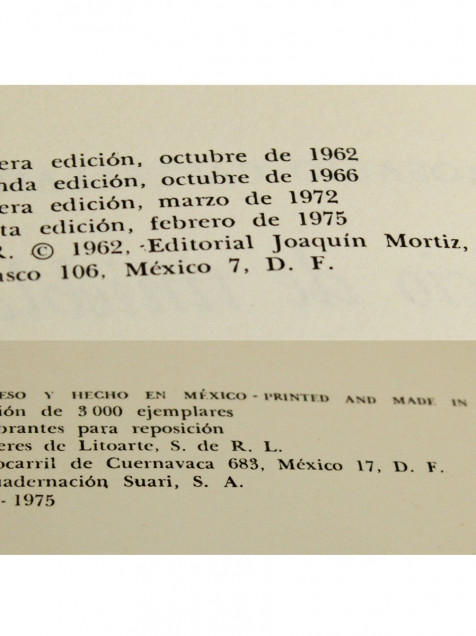 era edición, octubre de 1962
nda edición, octubre de 1966
era edición, marzo de 1972
ta edición, febrero de 1975
R. © 1962, Editorial Joaquín Mortiz,
asco 106, México 7, D. F.
ESO Y HECHO EN MÉXICO - PRINTED AND MADE IN
ión de 3 000 ejemplares
brantes para reposición
eres de Litoarte, S. de R. L.
ocarril de Cuernavaca 683, México 17, D. F.
uadernación Suari, S. A.
- 1975